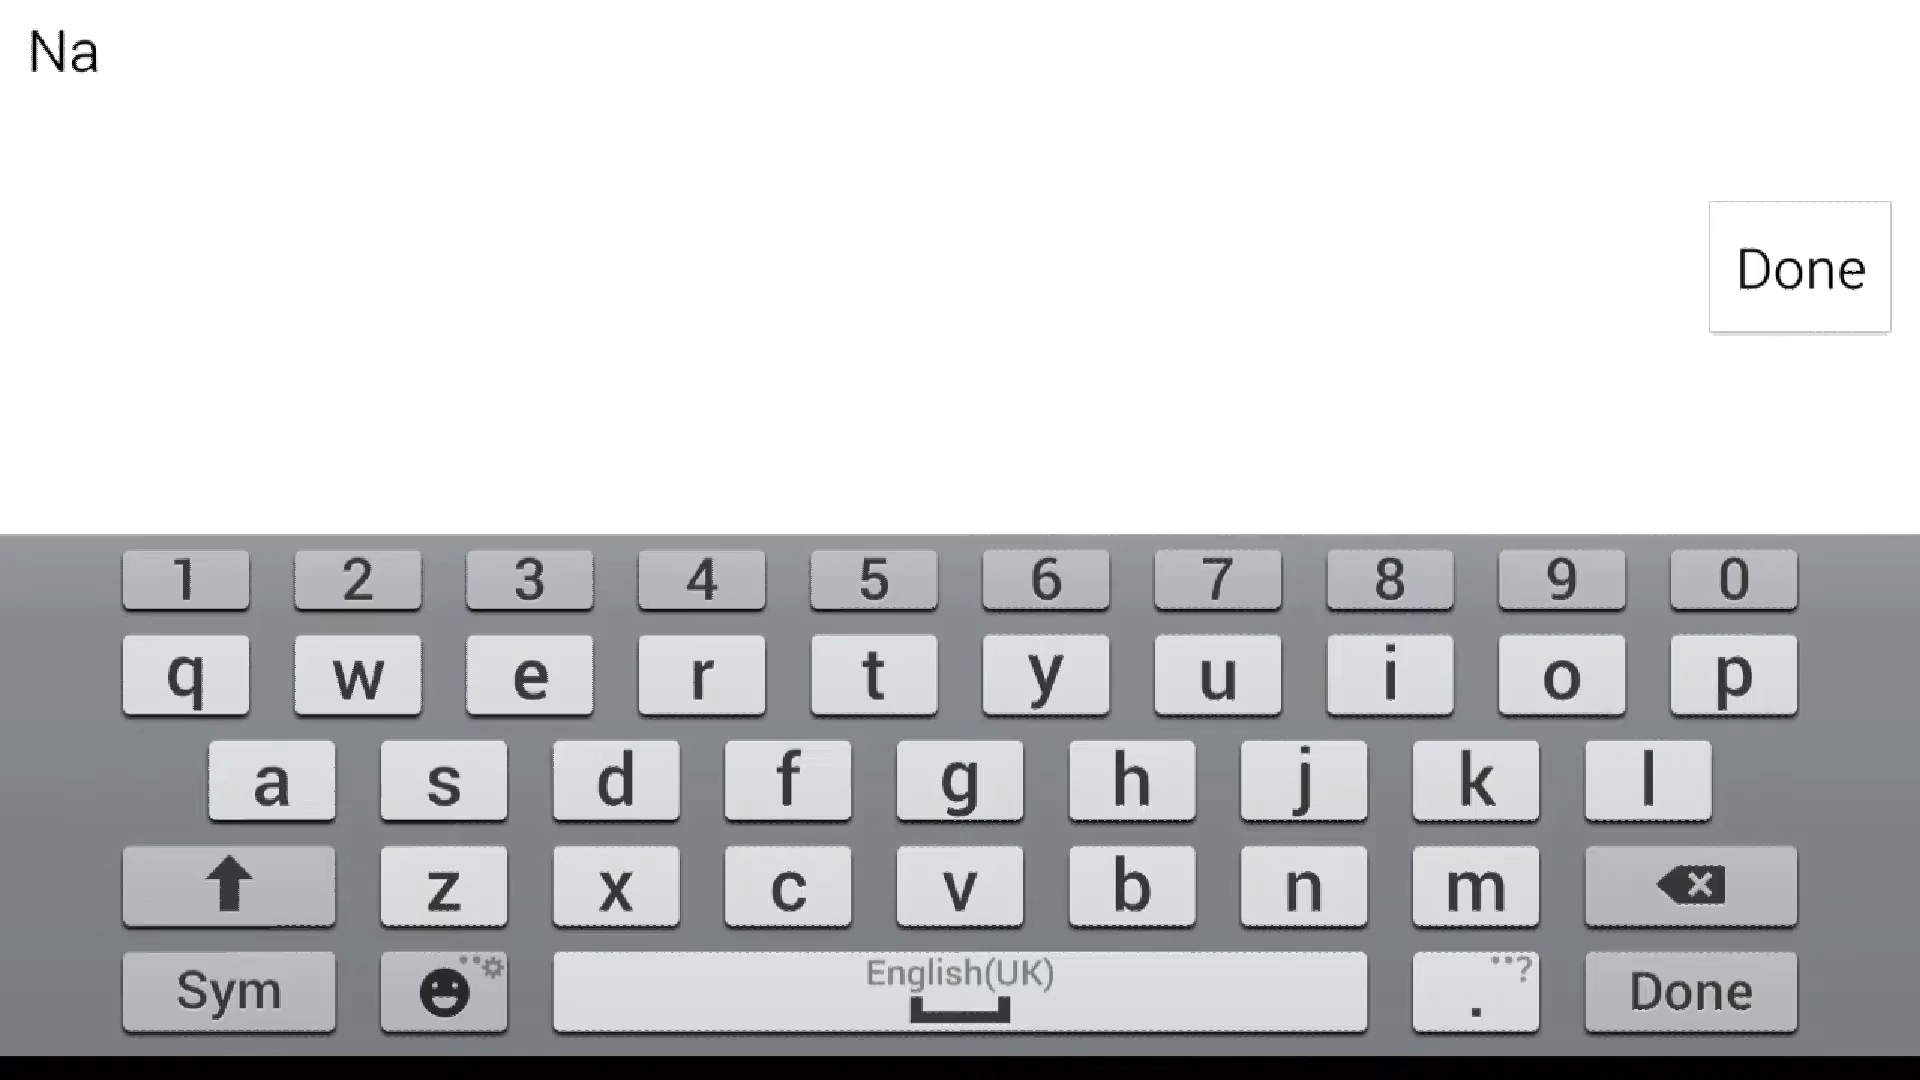 Na
Done
1 2 3 4 5 6 7 8 9 0
q w e r t y u i o p
a s d f g h j k l
z x c v b n m
Sym English(UK) . ? Done